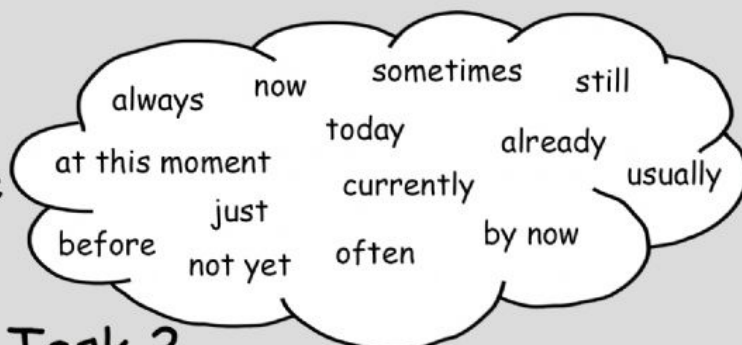 always now sometimes still
today already
at this moment currently usually
just
before not yet often by now
Task 2